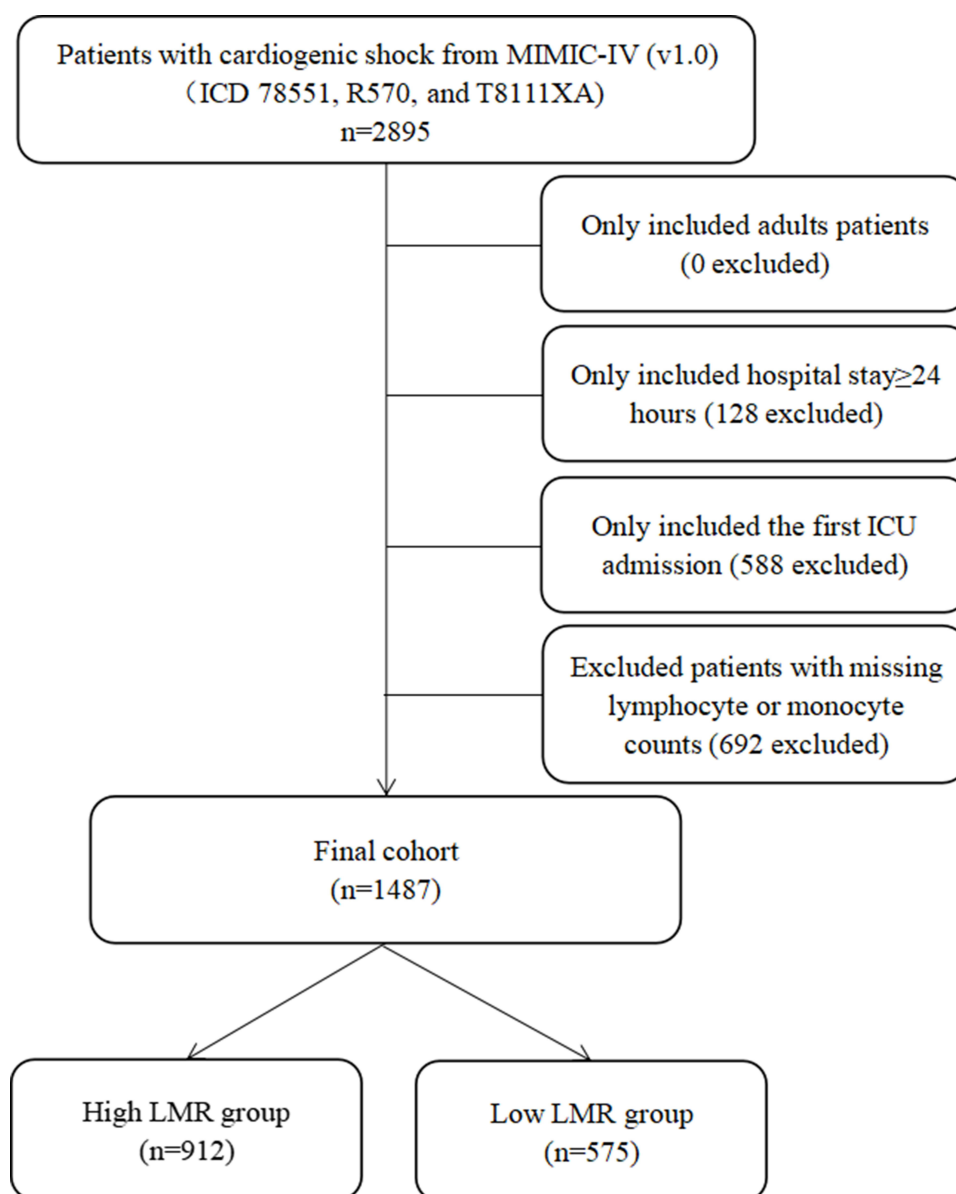 Patients with cardiogenic shock from MIMIC-IV (v1.0)
（ICD 78551, R570, and T8111XA)
n=2895
Only included adults patients
(0 excluded)
Only included hospital stay≥24
hours (128 excluded)
Only included the first ICU
admission (588 excluded)
Excluded patients with missing
lymphocyte or monocyte
counts (692 excluded)
Final cohort
(n=1487)
High LMR group
(n=912)
Low LMR group
(n=575)